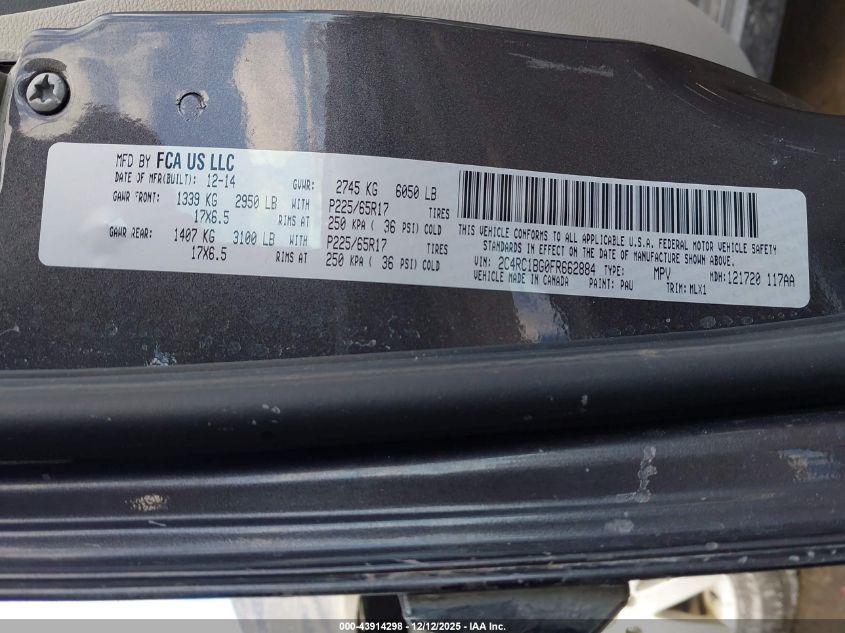 MFD BY FCA US LLC
DATE OF MFR(BUILT): 12-14 GVWR: 2745 KG 6050 LB
GAWR FRONT: 1339 KG 2950 LB WITH P225/65R17 TIRES
17X6.5 RIMS AT 250 KPA ( 36 PSI) COLD
GAWR REAR: 1407 KG 3100 LB WITH P225/65R17 TIRES
17X6.5 RIMS AT 250 KPA ( 36 PSI) COLD
THIS VEHICLE CONFORMS TO ALL APPLICABLE U.S.A. FEDERAL MOTOR VEHICLE SAFETY
STANDARDS IN EFFECT ON THE DATE OF MANUFACTURE SHOWN ABOVE.
VIN: 2C4RC1BG0FR662884 TYPE: MPV MDH: 121720 117AA
VEHICLE MADE IN CANADA PAINT: PAU TRIM: MLX1
000-43914298 - 12/12/2025 - IAA Inc.